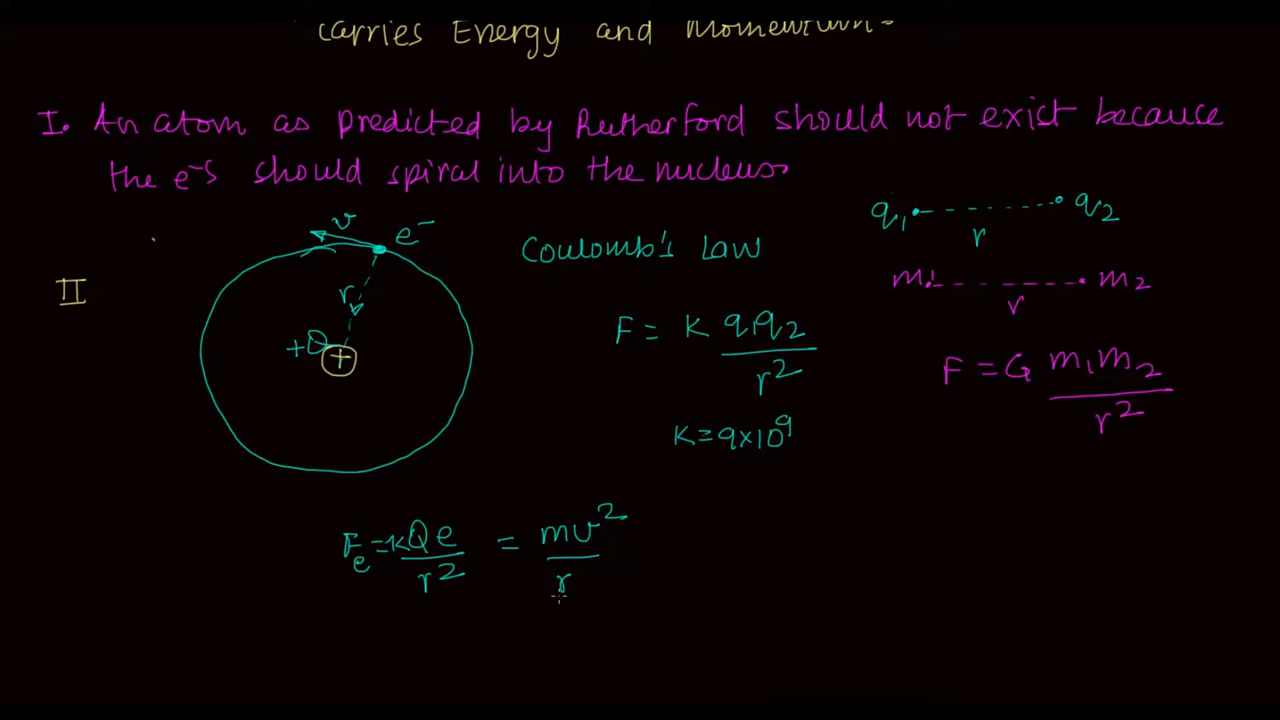 carries Energy and Momentum.
I. An atom as predicted by Rutherford should not exist because
the e⁻s should spiral into the nucleus.
q₁ q₂
r
v
e⁻
Coulomb's Law
m₁ m₂
r
II
r
+Q
+
F = K q₁q₂ / r²
F = G m₁m₂ / r²
K=9×10⁹
Fe = KQe / r² = mv² / r